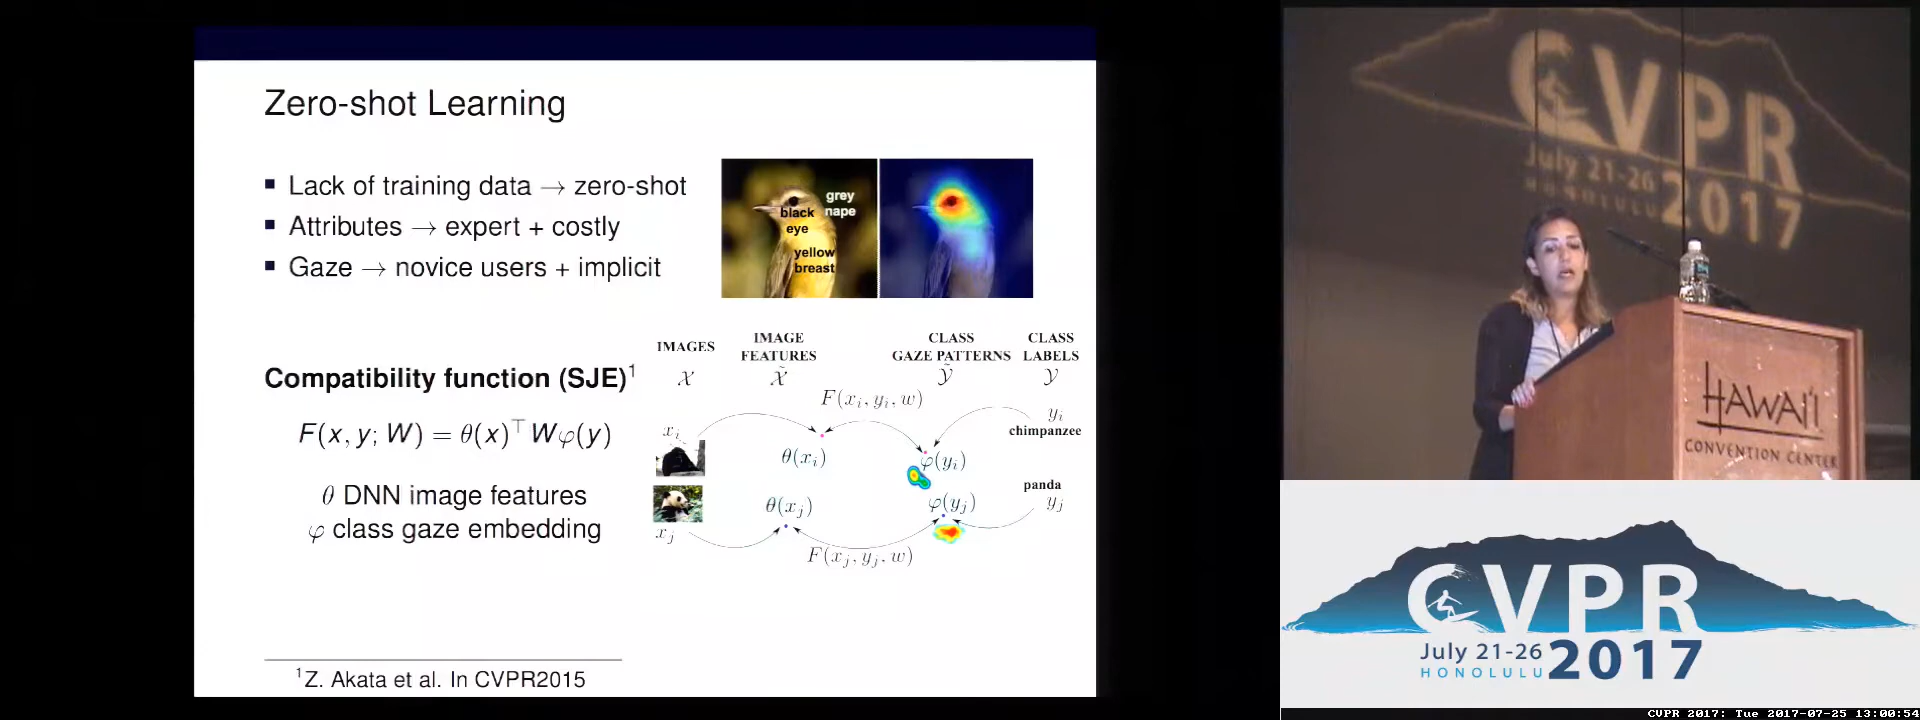 Zero-shot Learning
Lack of training data → zero-shot
Attributes → expert + costly
Gaze → novice users + implicit
grey
nape
black
eye
yellow
breast
Compatibility function (SJE)¹
F(x, y; W) = θ(x)⊤Wφ(y)
θ DNN image features
φ class gaze embedding
IMAGES
X
IMAGE
FEATURES
X̃
CLASS
GAZE PATTERNS
Ỹ
CLASS
LABELS
Y
F(xᵢ, yᵢ, w)
xᵢ
θ(xᵢ)
φ(yᵢ)
yᵢ
chimpanzee
θ(xⱼ)
φ(yⱼ)
panda
yⱼ
xⱼ
F(xⱼ, yⱼ, w)
¹Z. Akata et al. In CVPR2015
CVPR
July 21-26
HONOLULU
2017
HAWAI'I
CONVENTION CENTER
CVPR
July 21-26
HONOLULU
2017
CVPR 2017: Tue 2017-07-25 13:00:54